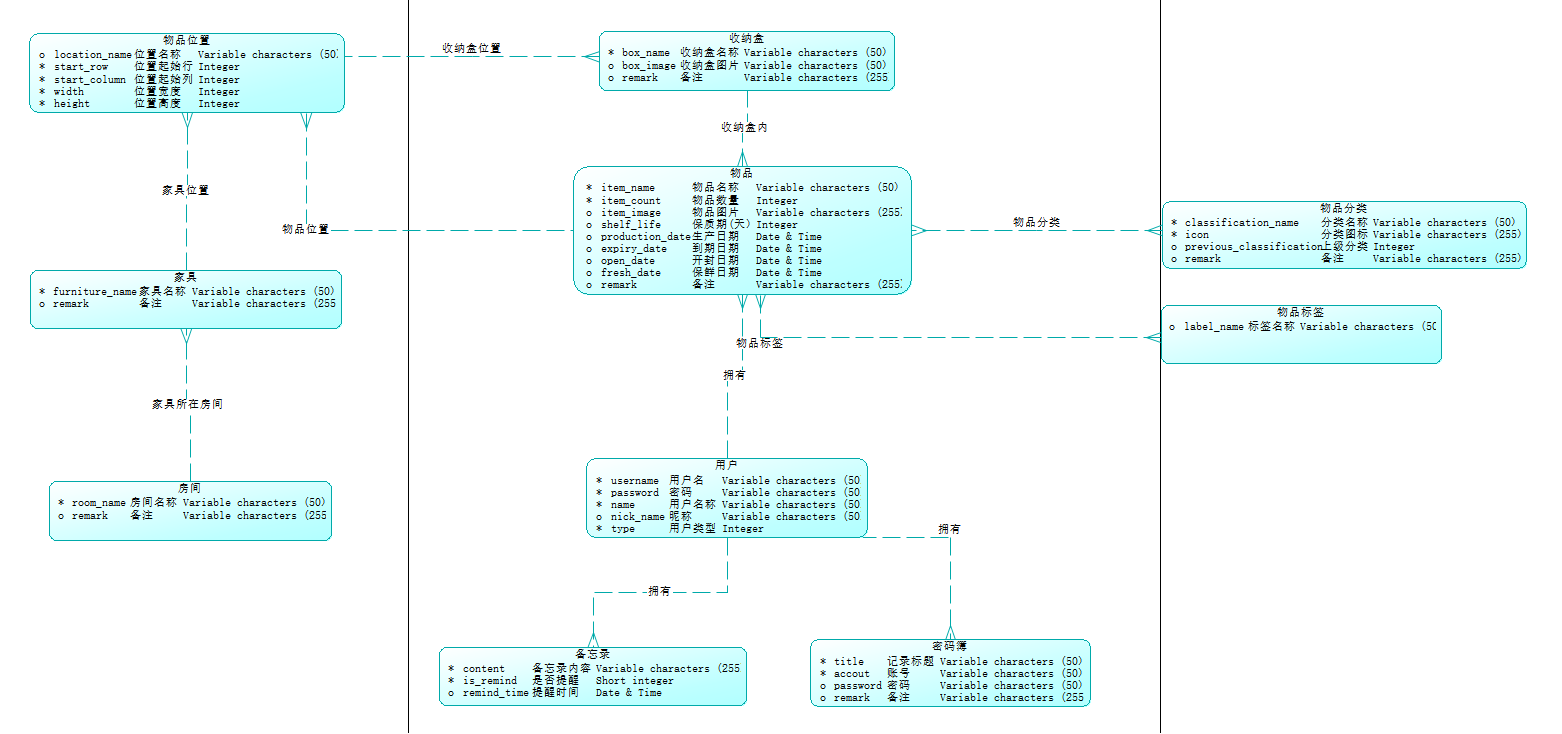 物品位置
o location_name 位置名称 Variable characters (50)
* start_row 位置起始行 Integer
* start_column 位置起始列 Integer
* width 位置宽度 Integer
* height 位置高度 Integer
收纳盒位置
收纳盒
* box_name 收纳盒名称 Variable characters (50)
o box_image 收纳盒图片 Variable characters (50)
o remark 备注 Variable characters (255
收纳盒内
物品
* item_name 物品名称 Variable characters (50)
* item_count 物品数量 Integer
o item_image 物品图片 Variable characters (255)
o shelf_life 保质期(天) Integer
o production_date 生产日期 Date & Time
o expiry_date 到期日期 Date & Time
o open_date 开封日期 Date & Time
o fresh_date 保鲜日期 Date & Time
o remark 备注 Variable characters (255)
家具位置
物品位置
物品分类
物品分类
* classification_name 分类名称 Variable characters (50)
* icon 分类图标 Variable characters (255)
o previous_classification 上级分类 Integer
o remark 备注 Variable characters (255)
家具
* furniture_name 家具名称 Variable characters (50)
o remark 备注 Variable characters (255
物品标签
o label_name 标签名称 Variable characters (50
物品标签
拥有
家具所在房间
房间
* room_name 房间名称 Variable characters (50)
o remark 备注 Variable characters (255
用户
* username 用户名 Variable characters (50
* password 密码 Variable characters (50
* name 用户名称 Variable characters (50
o nick_name 昵称 Variable characters (50
* type 用户类型 Integer
拥有
拥有
备忘录
* content 备忘录内容 Variable characters (255
* is_remind 是否提醒 Short integer
o remind_time 提醒时间 Date & Time
密码簿
* title 记录标题 Variable characters (50)
* accout 账号 Variable characters (50)
o password 密码 Variable characters (50)
o remark 备注 Variable characters (255